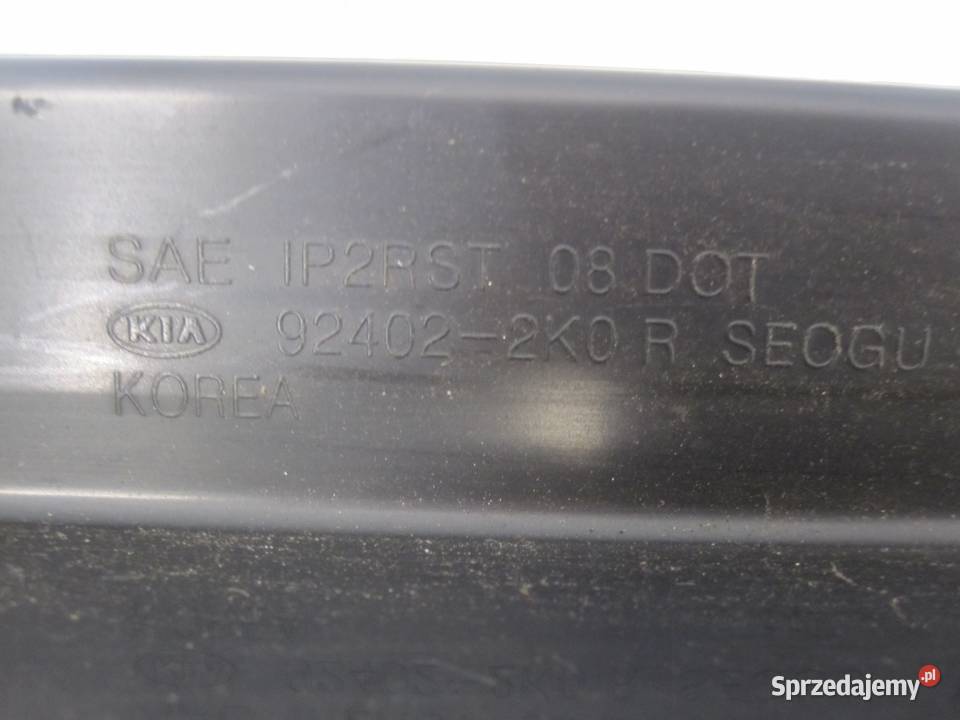 SAE IP2RST 08 DOT
KIA 92402-2K0 R SEOGU
KOREA
Sprzedajemy.pl